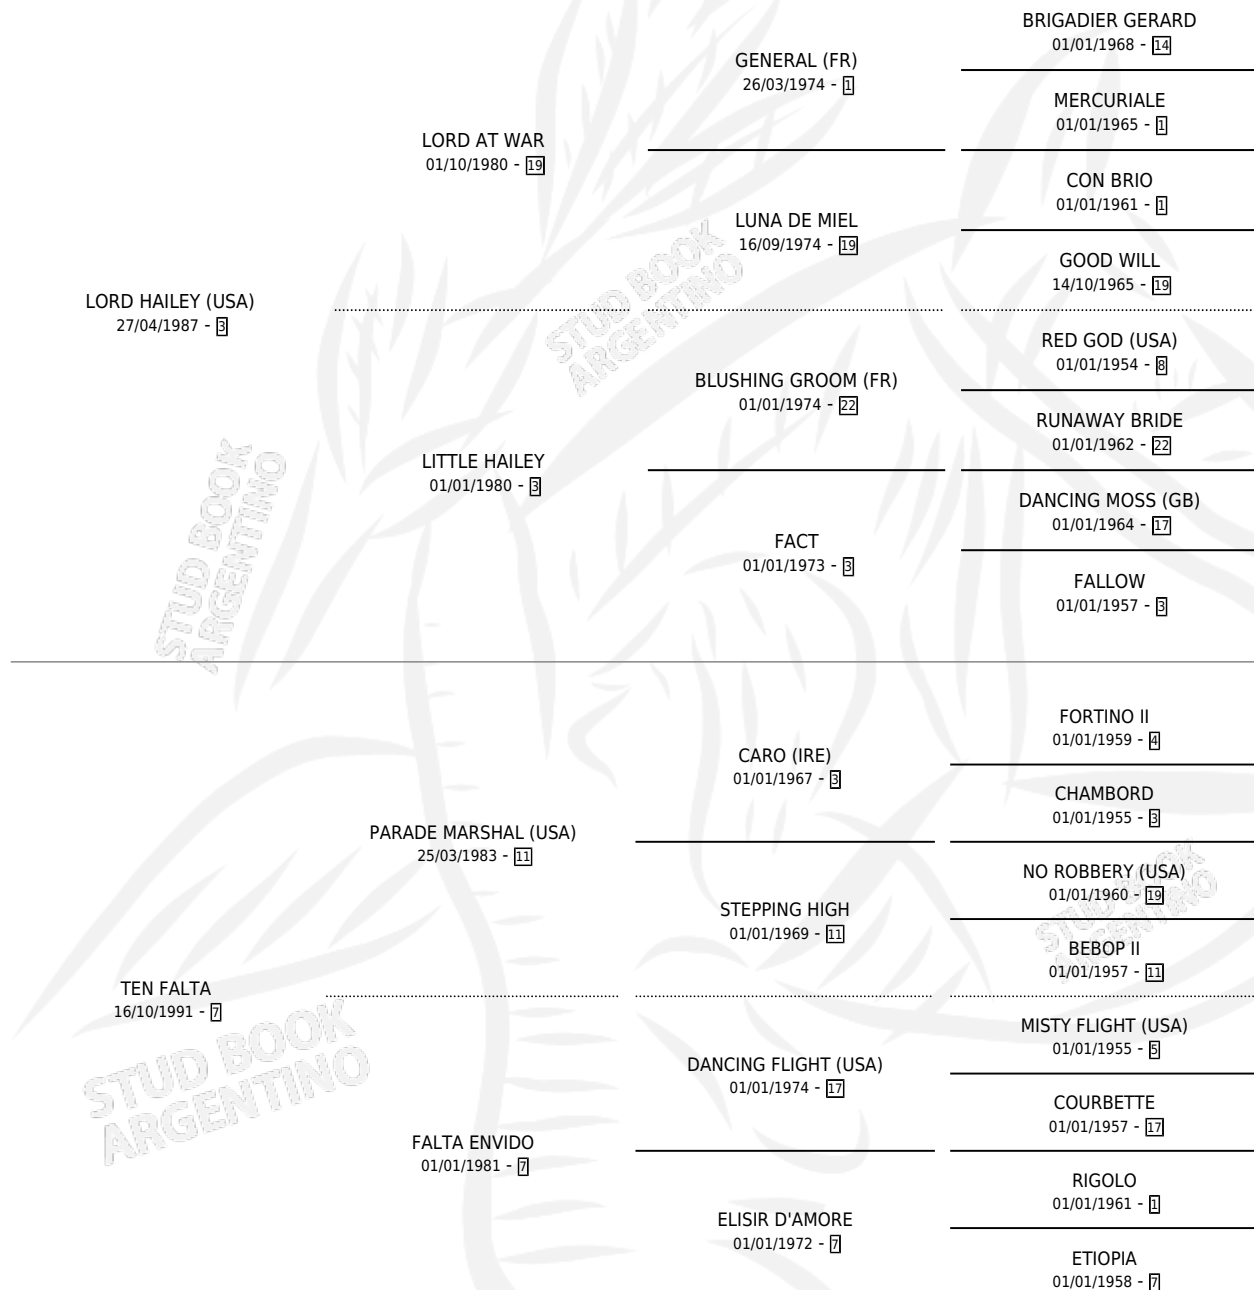 BRIGADIER GERARD
01/01/1968 - 14
GENERAL (FR)
26/03/1974 - 1
MERCURIALE
01/01/1965 - 1
LORD AT WAR
01/10/1980 - 19
CON BRIO
01/01/1961 - 1
LUNA DE MIEL
16/09/1974 - 19
GOOD WILL
14/10/1965 - 19
LORD HAILEY (USA)
27/04/1987 - 3
RED GOD (USA)
01/01/1954 - 8
BLUSHING GROOM (FR)
01/01/1974 - 22
RUNAWAY BRIDE
01/01/1962 - 22
LITTLE HAILEY
01/01/1980 - 3
DANCING MOSS (GB)
01/01/1964 - 17
FACT
01/01/1973 - 3
FALLOW
01/01/1957 - 3
FORTINO II
01/01/1959 - 4
CARO (IRE)
01/01/1967 - 3
CHAMBORD
01/01/1955 - 3
PARADE MARSHAL (USA)
25/03/1983 - 11
NO ROBBERY (USA)
01/01/1960 - 19
STEPPING HIGH
01/01/1969 - 11
BEBOP II
01/01/1957 - 11
TEN FALTA
16/10/1991 - 7
MISTY FLIGHT (USA)
01/01/1955 - 5
DANCING FLIGHT (USA)
01/01/1974 - 17
COURBETTE
01/01/1957 - 17
FALTA ENVIDO
01/01/1981 - 7
RIGOLO
01/01/1961 - 1
ELISIR D'AMORE
01/01/1972 - 7
ETIOPIA
01/01/1958 - 7
STUD BOOK
ARGENTINO
STUD BOOK
ARGENTINO
STUD BOOK
ARGENTINO
STUD BOOK
ARGENTINO